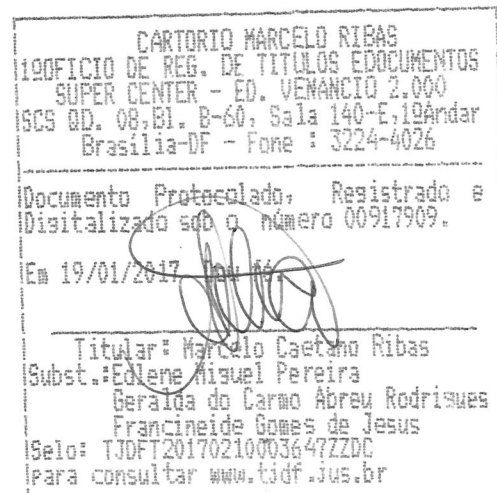 CARTORIO MARCELO RIBAS
1ºOFICIO DE REG. DE TITULOS EDOCUMENTOS
SUPER CENTER - ED. VENANCIO 2.000
SCS QD. 08,Bl. B-60, Sala 140-E,1ºAndar
Brasília-DF - Fone : 3224-4026
Documento Protocolado, Registrado e
Digitalizado sob o número 00917909.
Em 19/01/2017 Dou fé.
Titular: Marcelo Caetano Ribas
Subst.:Edlene Miguel Pereira
Geralda do Carmo Abreu Rodrigues
Francineide Gomes de Jesus
Selo: TJDFT20170210003647ZZDC
para consultar www.tjdf.jus.br